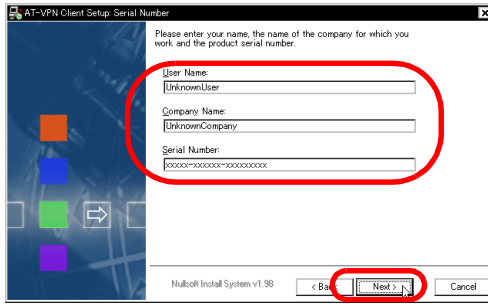 AT-VPN Client Setup: Serial Number
Please enter your name, the name of the company for which you
work and the product serial number.
User Name:
UnknownUser
Company Name:
UnknownCompany
Serial Number:
xxxxx-xxxxxx-xxxxxxxxx
Nullsoft Install System v1.98
< Back
Next >
Cancel